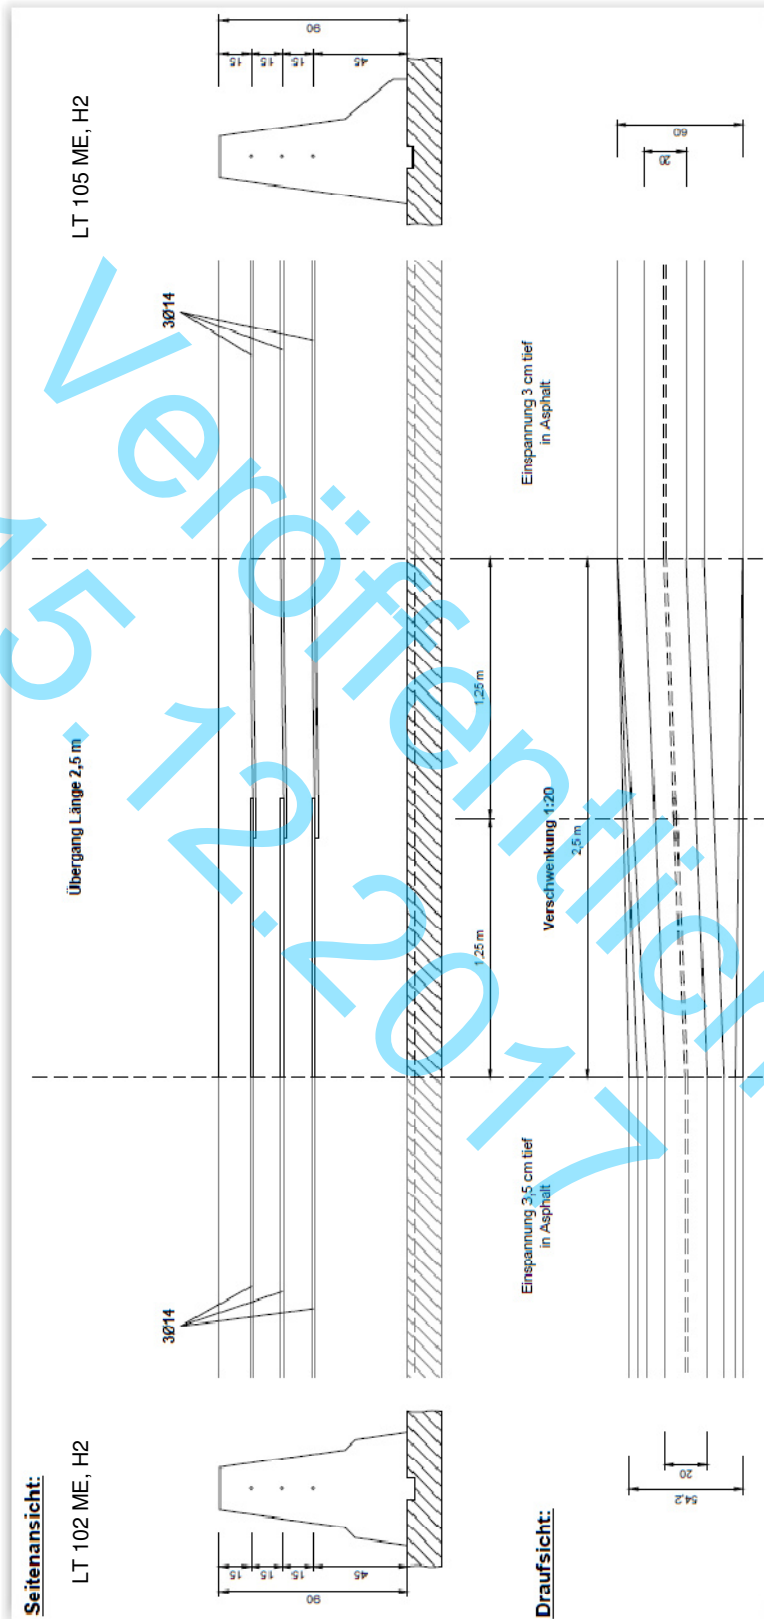 Seitenansicht:
LT 102 ME, H2
Übergang Länge 2,5 m
LT 105 ME, H2
3Ø14
3Ø14
15
15
15
45
90
15
15
15
45
90
1,25 m
1,25 m
Einspannung 3,5 cm tief
in Asphalt
Einspannung 3 cm tief
in Asphalt
Draufsicht:
Verschwenkung 1:20
2,5 m
20
54,2
20
60
Veröffentlich
15.12.2017